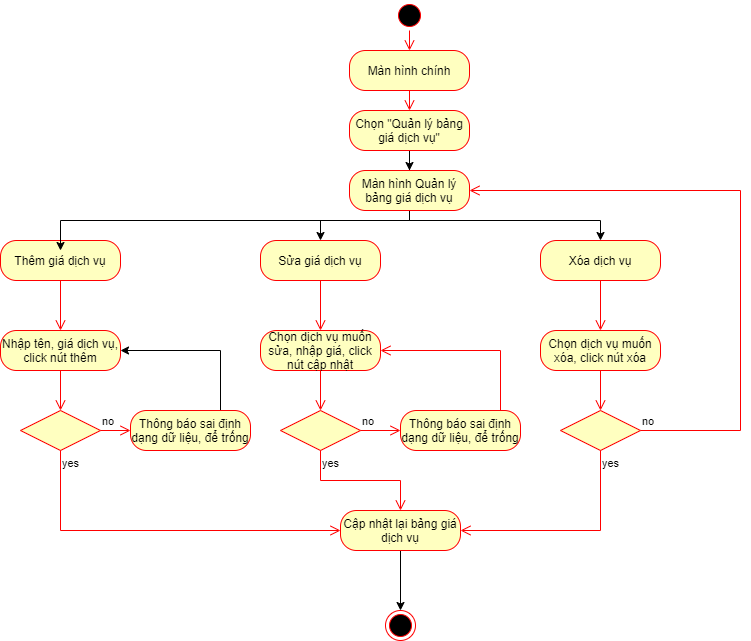 Màn hình chính
Chọn "Quản lý bảng
giá dịch vụ"
Màn hình Quản lý
bảng giá dịch vụ
Thêm giá dịch vụ
Sửa giá dịch vụ
Xóa dịch vụ
Nhập tên, giá dịch vụ,
click nút thêm
Chọn dịch vụ muốn
sửa, nhập giá, click
nút cập nhật
Chọn dịch vụ muốn
xóa, click nút xóa
no
Thông báo sai định
dạng dữ liệu, để trống
no
Thông báo sai định
dạng dữ liệu, để trống
no
yes
yes
yes
Cập nhật lại bảng giá
dịch vụ